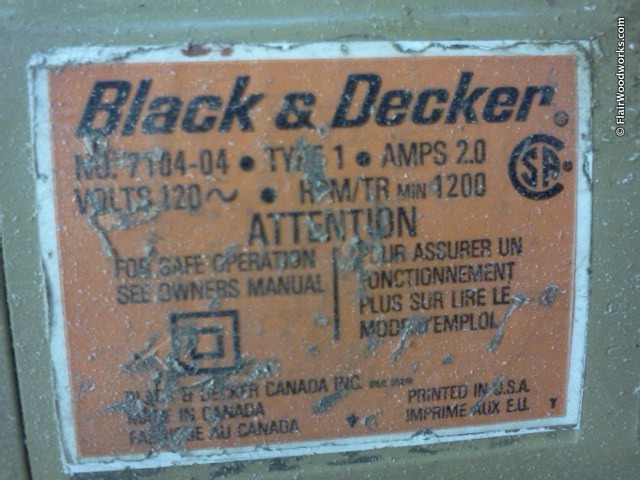 Black & Decker®
NO. 7104-04 • TYPE 1 • AMPS 2.0
VOLTS 120 ~ • RPM/TR MIN 1200
CSA
ATTENTION
FOR SAFE OPERATION
SEE OWNERS MANUAL
POUR ASSURER UN
FONCTIONNEMENT
PLUS SUR LIRE LE
MODE D'EMPLOI.
BLACK & DECKER CANADA INC.
MADE IN CANADA
FABRIQUE AU CANADA
PRINTED IN U.S.A.
IMPRIME AUX E.U.
© FlairWoodworks.com